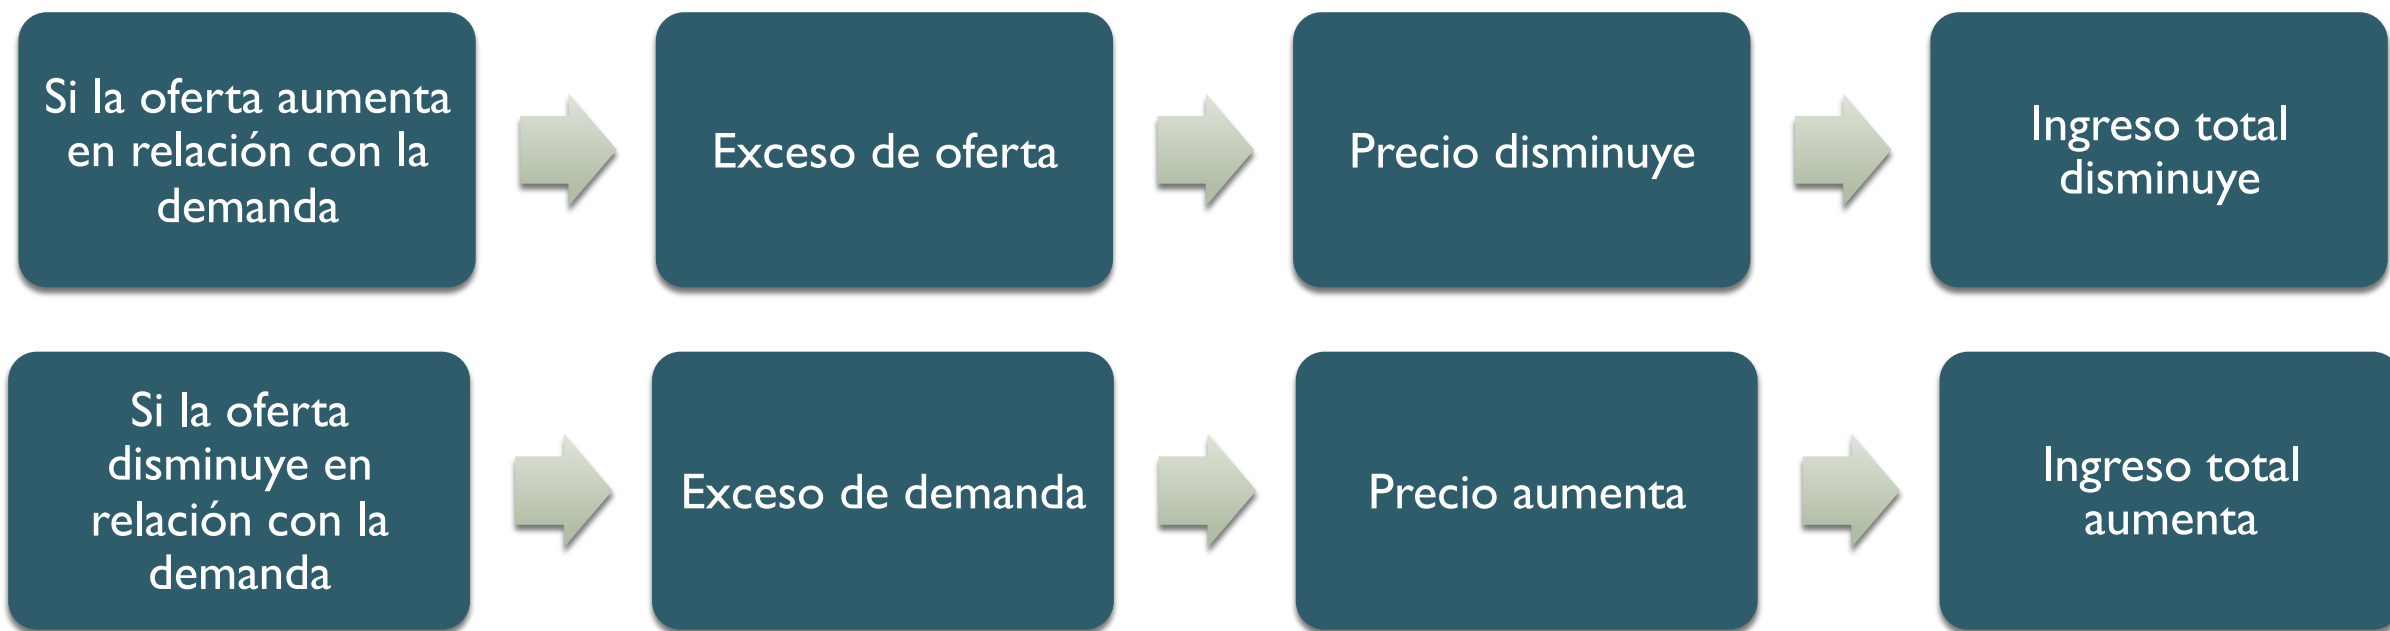 Si la oferta aumenta
en relación con la
demanda
Exceso de oferta
Precio disminuye
Ingreso total
disminuye
Si la oferta
disminuye en
relación con la
demanda
Exceso de demanda
Precio aumenta
Ingreso total
aumenta